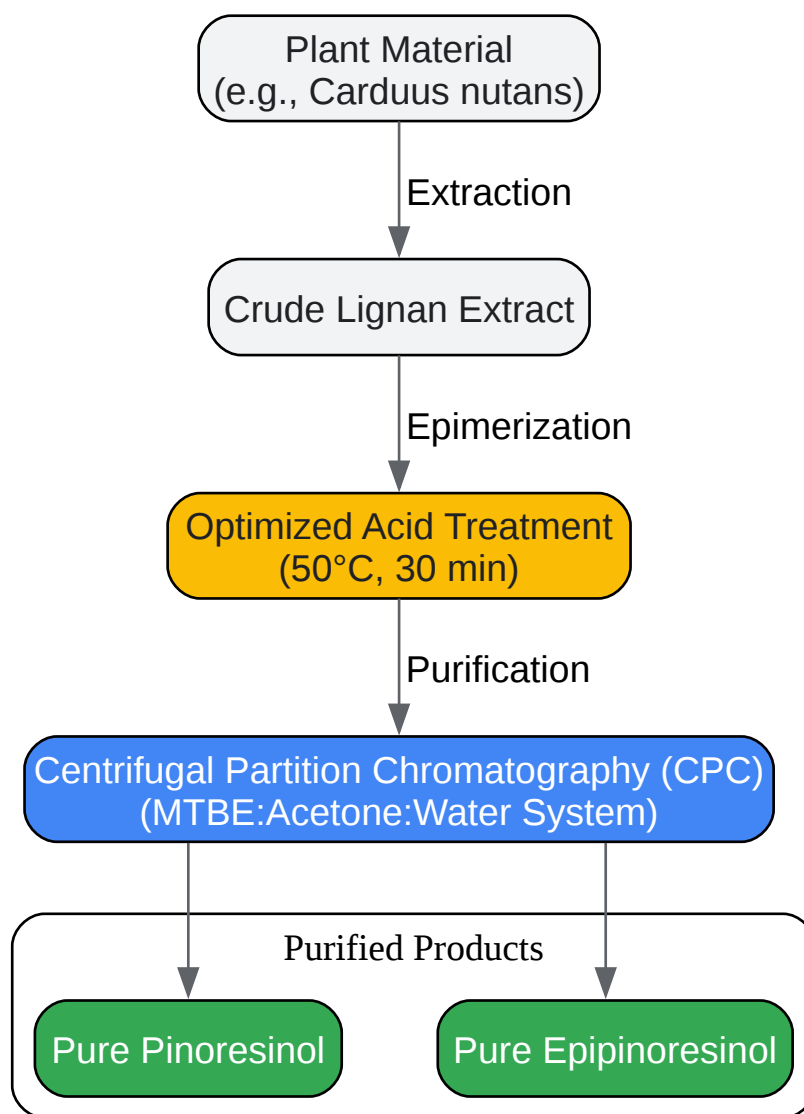 Plant Material
(e.g., Carduus nutans)
Extraction
Crude Lignan Extract
Epimerization
Optimized Acid Treatment
(50°C, 30 min)
Purification
Centrifugal Partition Chromatography (CPC)
(MTBE:Acetone:Water System)
Purified Products
Pure Pinoresinol
Pure Epipinoresinol